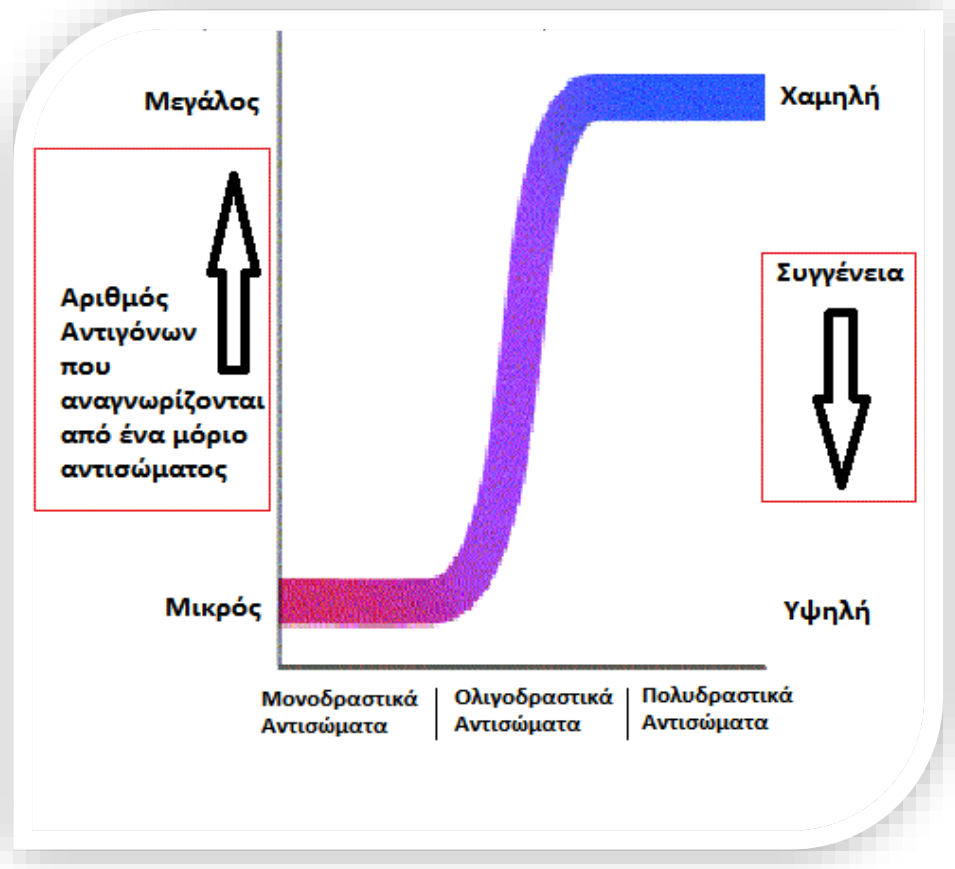 Μεγάλος
Χαμηλή
Αριθμός
Αντιγόνων
που
αναγνωρίζονται
από ένα μόριο
αντισώματος
Συγγένεια
Μικρός
Υψηλή
Μονοδραστικά
Αντισώματα
Ολιγοδραστικά
Αντισώματα
Πολυδραστικά
Αντισώματα